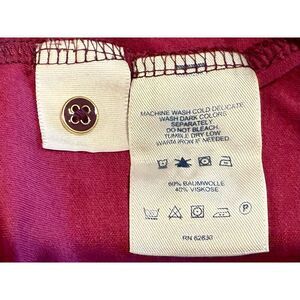 MACHINE WASH COLD DELICATE
WASH DARK COLORS
SEPARATELY.
DO NOT BLEACH.
TUMBLE DRY LOW
WARM IRON IF NEEDED.
60% BAUMWOLLE
40% VISKOSE
P
RN 62830